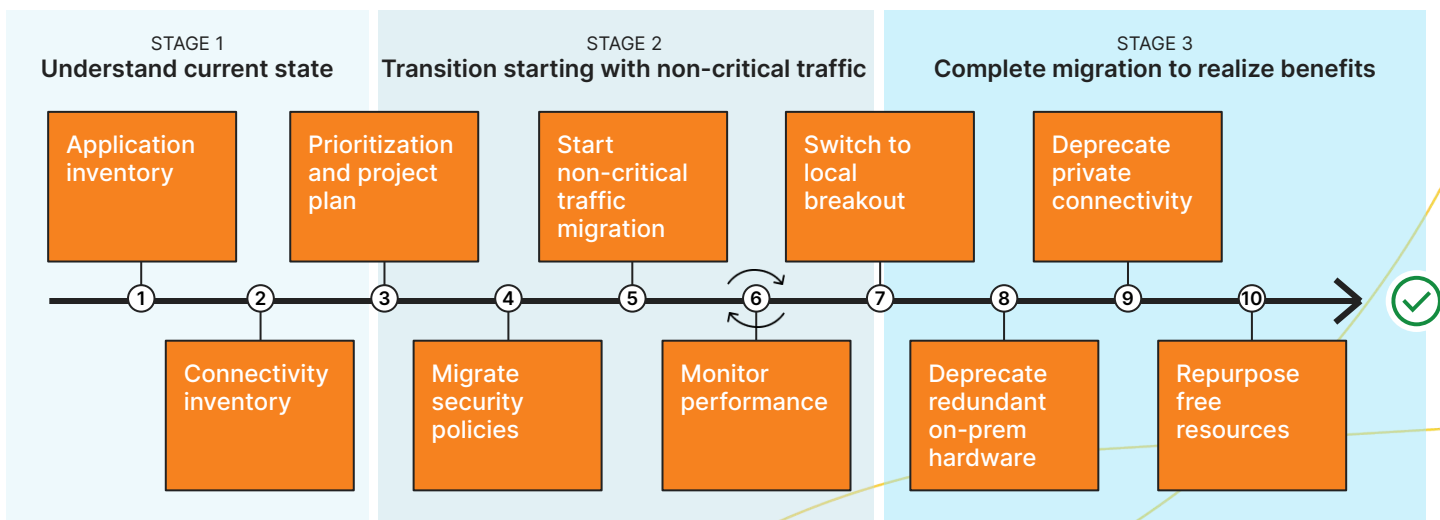 STAGE 1
Understand current state
STAGE 2
Transition starting with non-critical traffic
STAGE 3
Complete migration to realize benefits
Application
inventory
Prioritization
and project
plan
Start
non-critical
traffic
migration
Switch to
local
breakout
Deprecate
private
connectivity
1
2
3
4
5
6
7
8
9
10
Connectivity
inventory
Migrate
security
policies
Monitor
performance
Deprecate
redundant
on-prem
hardware
Repurpose
free
resources